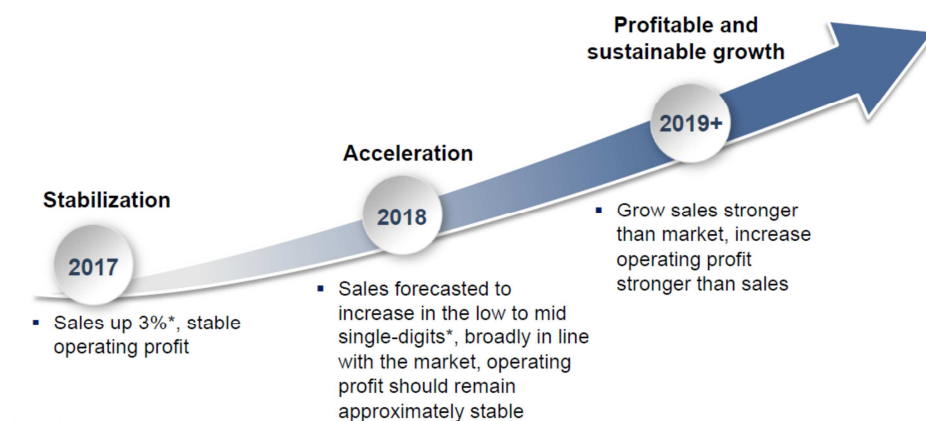 Profitable and
sustainable growth
2019+
▪ Grow sales stronger
than market, increase
operating profit
stronger than sales
Acceleration
2018
▪ Sales forecasted to
increase in the low to mid
single-digits*, broadly in line
with the market, operating
profit should remain
approximately stable
Stabilization
2017
▪ Sales up 3%*, stable
operating profit